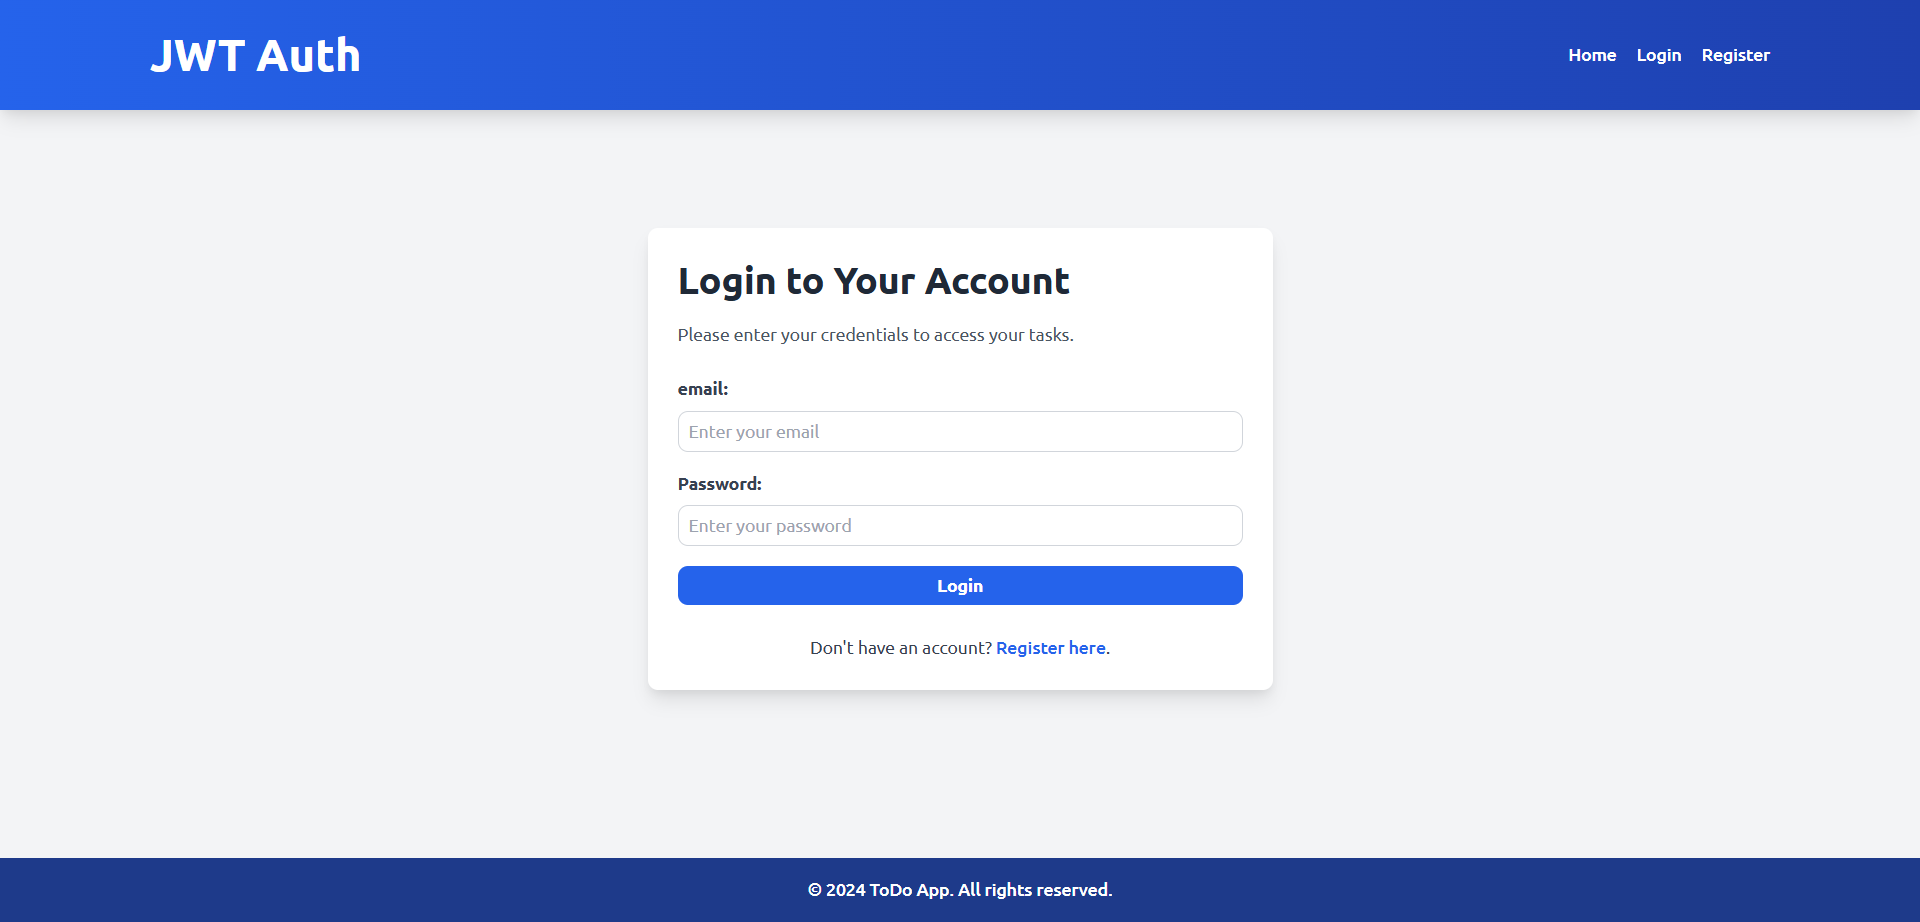 JWT Auth
Home Login Register
Login to Your Account
Please enter your credentials to access your tasks.
email:
Enter your email
Password:
Enter your password
Login
Don't have an account? Register here.
© 2024 ToDo App. All rights reserved.